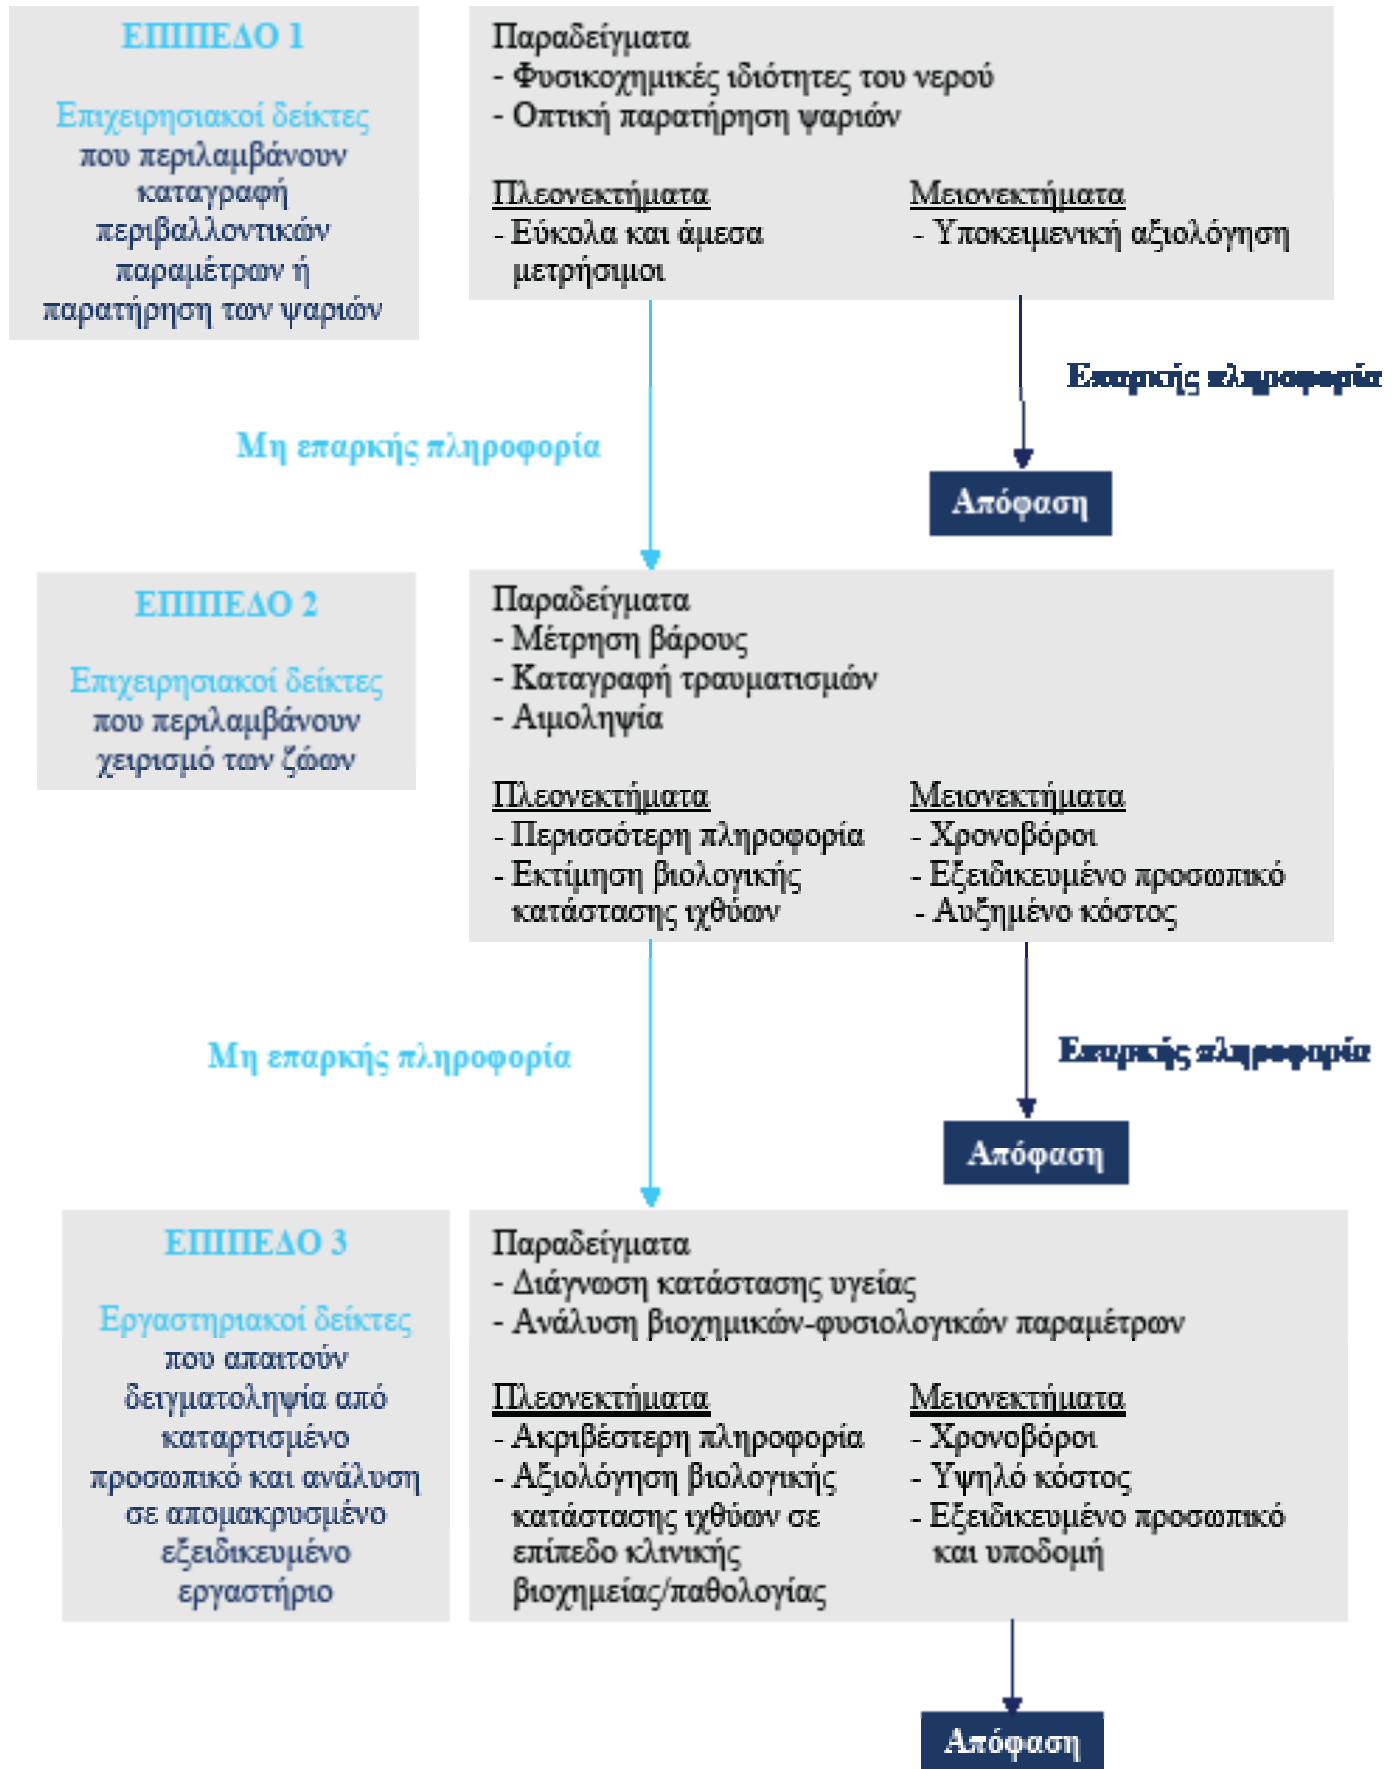 ΕΠΙΠΕΔΟ 1
Επιχειρησιακοί δείκτες
που περιλαμβάνουν
καταγραφή
περιβαλλοντικών
παραμέτρων ή
παρατήρηση των ψαριών
Παραδείγματα
- Φυσικοχημικές ιδιότητες του νερού
- Οπτική παρατήρηση ψαριών
Πλεονεκτήματα
- Εύκολα και άμεσα
μετρήσιμοι
Μειονεκτήματα
- Υποκειμενική αξιολόγηση
Επαρκής πληροφορία
Μη επαρκής πληροφορία
Απόφαση
ΕΠΙΠΕΔΟ 2
Επιχειρησιακοί δείκτες
που περιλαμβάνουν
χειρισμό των ζώων
Παραδείγματα
- Μέτρηση βάρους
- Καταγραφή τραυματισμών
- Αιμοληψία
Πλεονεκτήματα
- Περισσότερη πληροφορία
- Εκτίμηση βιολογικής
κατάστασης ιχθύων
Μειονεκτήματα
- Χρονοβόροι
- Εξειδικευμένο προσωπικό
- Αυξημένο κόστος
Μη επαρκής πληροφορία
Επαρκής πληροφορία
Απόφαση
ΕΠΙΠΕΔΟ 3
Εργαστηριακοί δείκτες
που απαιτούν
δειγματοληψία από
καταρτισμένο
προσωπικό και ανάλυση
σε απομακρυσμένο
εξειδικευμένο
εργαστήριο
Παραδείγματα
- Διάγνωση κατάστασης υγείας
- Ανάλυση βιοχημικών-φυσιολογικών παραμέτρων
Πλεονεκτήματα
- Ακριβέστερη πληροφορία
- Αξιολόγηση βιολογικής
κατάστασης ιχθύων σε
επίπεδο κλινικής
βιοχημείας/παθολογίας
Μειονεκτήματα
- Χρονοβόροι
- Υψηλό κόστος
- Εξειδικευμένο προσωπικό
και υποδομή
Απόφαση